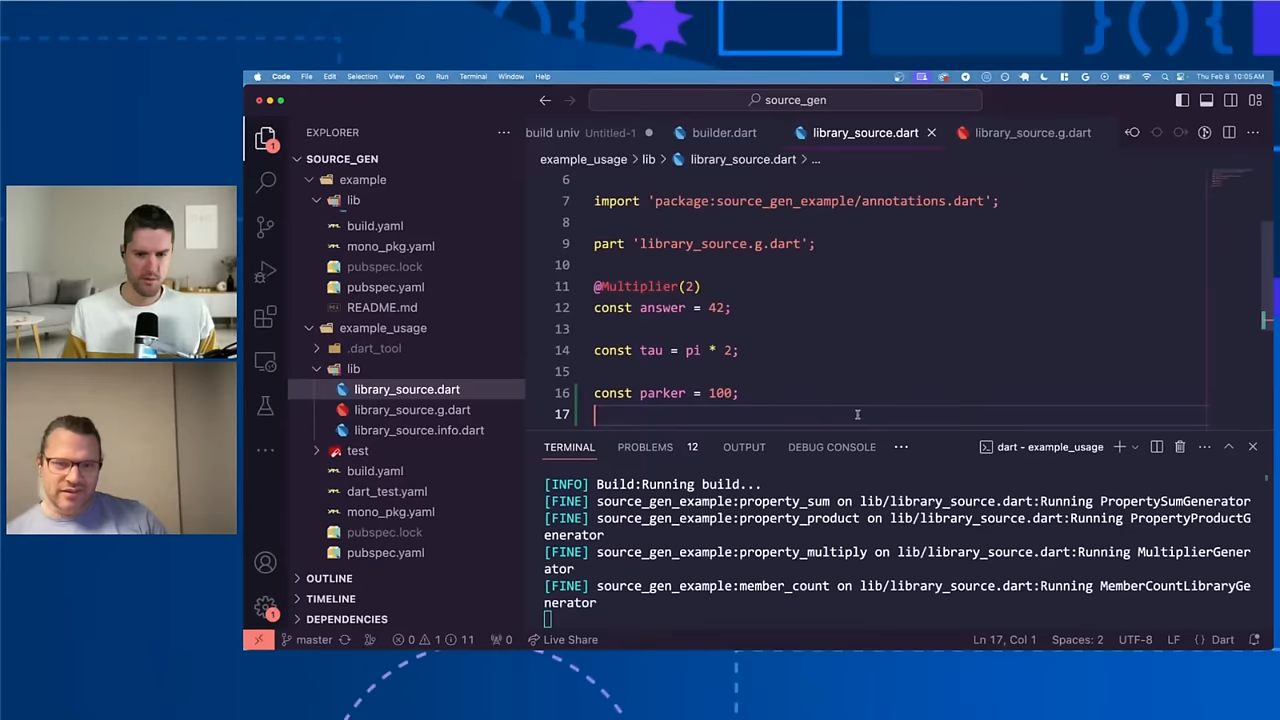 Code File Edit Selection View Go Run Terminal Window Help
Thu Feb 8 10:05AM
source_gen
EXPLORER
build univ Untitled-1
builder.dart
library_source.dart
library_source.g.dart
SOURCE_GEN
example_usage > lib > library_source.dart > ...
example
lib
build.yaml
mono_pkg.yaml
pubspec.lock
pubspec.yaml
README.md
example_usage
.dart_tool
lib
library_source.dart
library_source.g.dart
library_source.info.dart
test
build.yaml
dart_test.yaml
mono_pkg.yaml
pubspec.lock
pubspec.yaml
OUTLINE
TIMELINE
DEPENDENCIES
1
1
6
7 import 'package:source_gen_example/annotations.dart';
8
9 part 'library_source.g.dart';
10
11 @Multiplier(2)
12 const answer = 42;
13
14 const tau = pi * 2;
15
16 const parker = 100;
17
TERMINAL PROBLEMS 12 OUTPUT DEBUG CONSOLE ... dart - example_usage
[INFO] Build:Running build...
[FINE] source_gen_example:property_sum on lib/library_source.dart:Running PropertySumGenerator
[FINE] source_gen_example:property_product on lib/library_source.dart:Running PropertyProductG
enerator
[FINE] source_gen_example:property_multiply on lib/library_source.dart:Running MultiplierGener
ator
[FINE] source_gen_example:member_count on lib/library_source.dart:Running MemberCountLibraryGe
nerator
master 0 1 11 0 Live Share Ln 17, Col 1 Spaces: 2 UTF-8 LF {} Dart